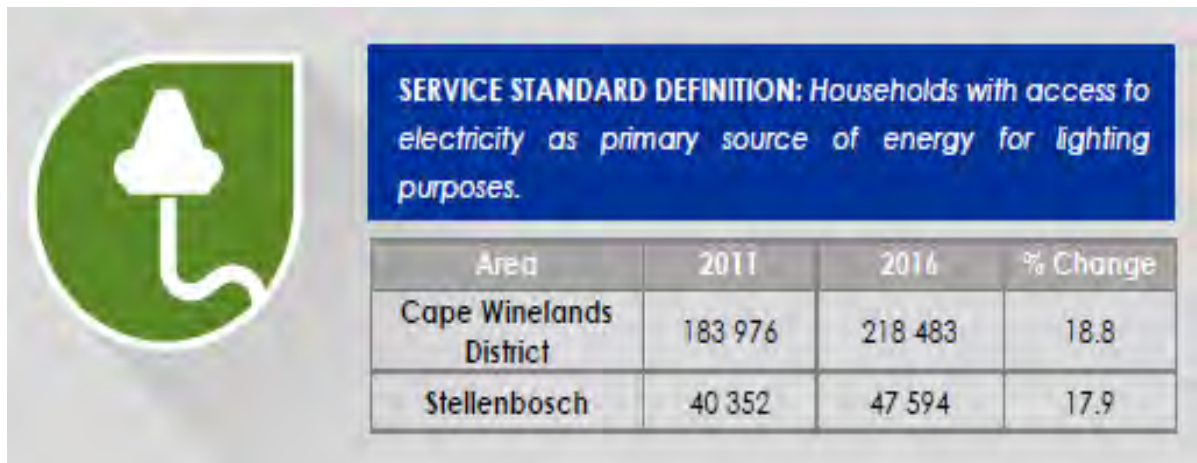 SERVICE STANDARD DEFINITION: Households with access to
electricity as primary source of energy for lighting
purposes.
Area 2011 2016 % Change
Cape Winelands
District 183 976 218 483 18.8
Stellenbosch 40 352 47 594 17.9